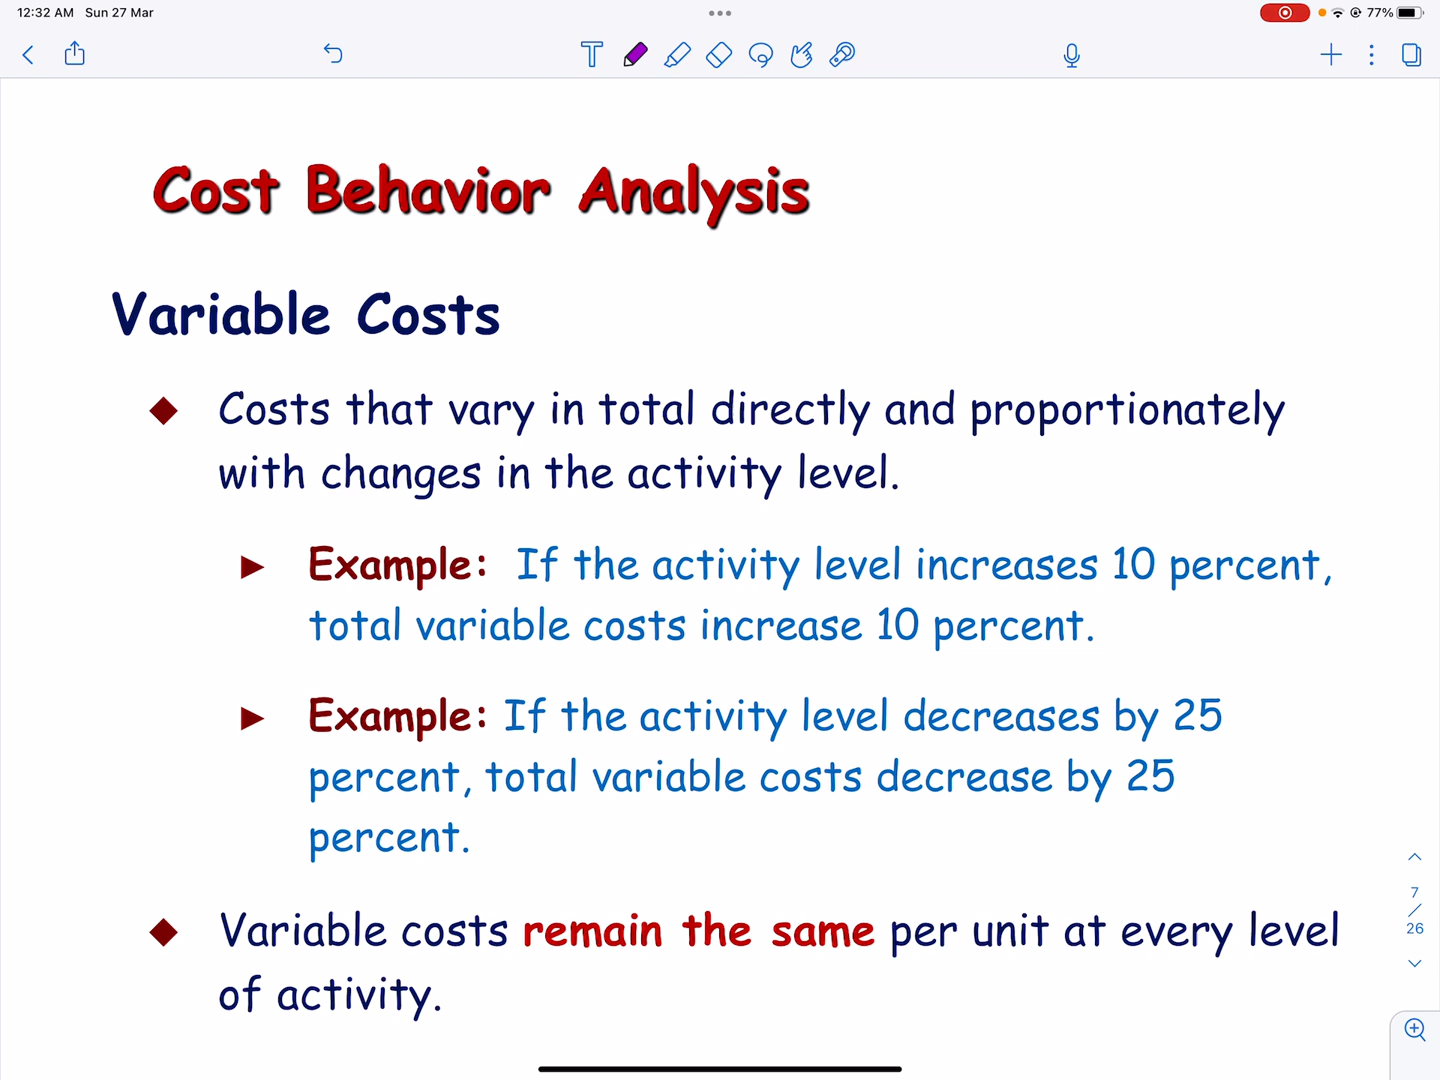 12:32 AM Sun 27 Mar
77%
Cost Behavior Analysis
Variable Costs
Costs that vary in total directly and proportionately
with changes in the activity level.
Example: If the activity level increases 10 percent,
total variable costs increase 10 percent.
Example: If the activity level decreases by 25
percent, total variable costs decrease by 25
percent.
Variable costs remain the same per unit at every level
of activity.
7
/
26